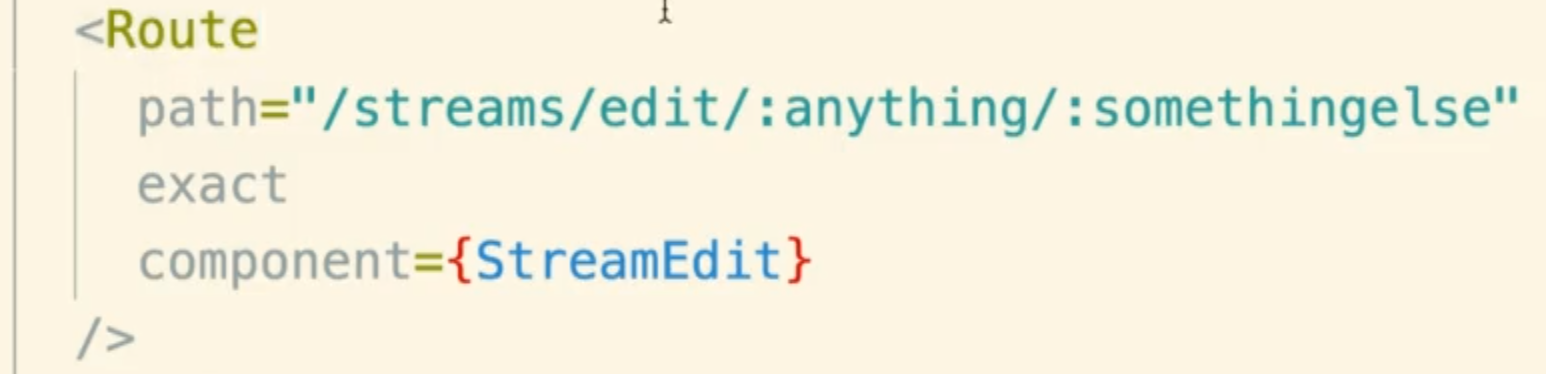 <Route
path="/streams/edit/:anything/:somethingelse"
exact
component={StreamEdit}
/>